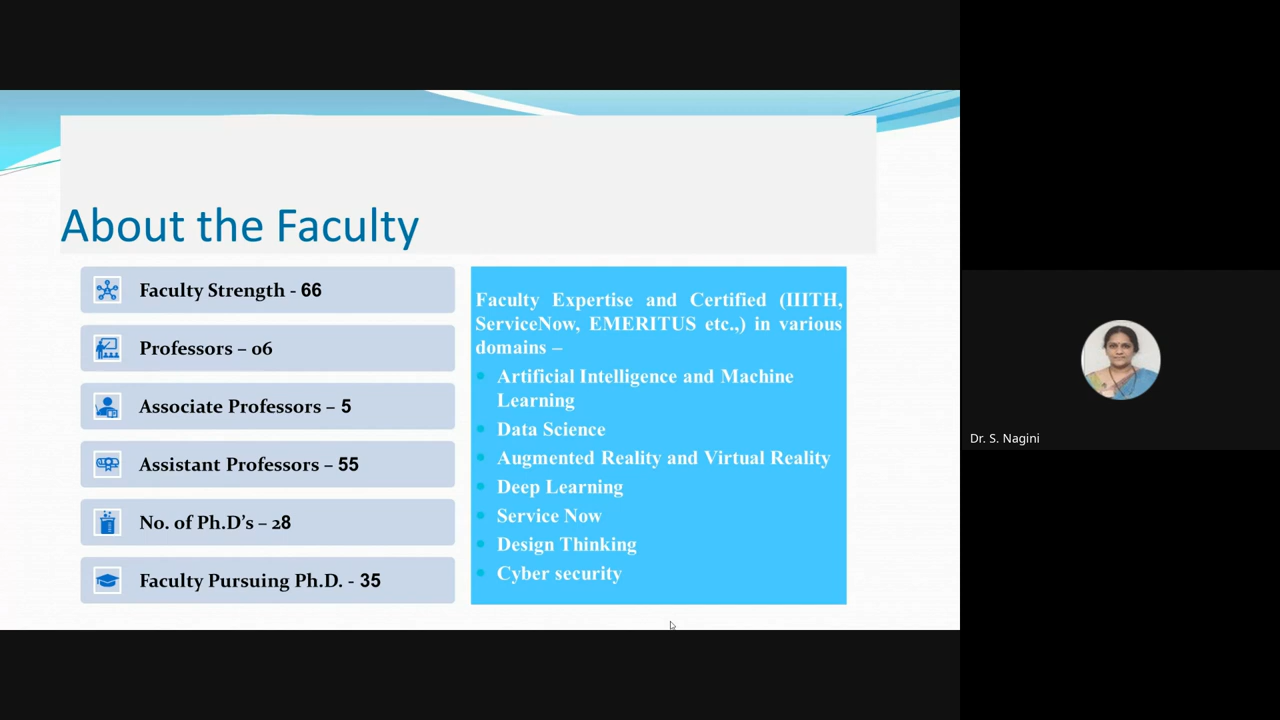 About the Faculty
Faculty Strength - 66
Professors – 06
Associate Professors – 5
Assistant Professors – 55
No. of Ph.D’s – 28
Faculty Pursuing Ph.D. - 35
Faculty Expertise and Certified (IIITH,
ServiceNow, EMERITUS etc.,) in various
domains –
• Artificial Intelligence and Machine
Learning
• Data Science
• Augmented Reality and Virtual Reality
• Deep Learning
• Service Now
• Design Thinking
• Cyber security
Dr. S. Nagini